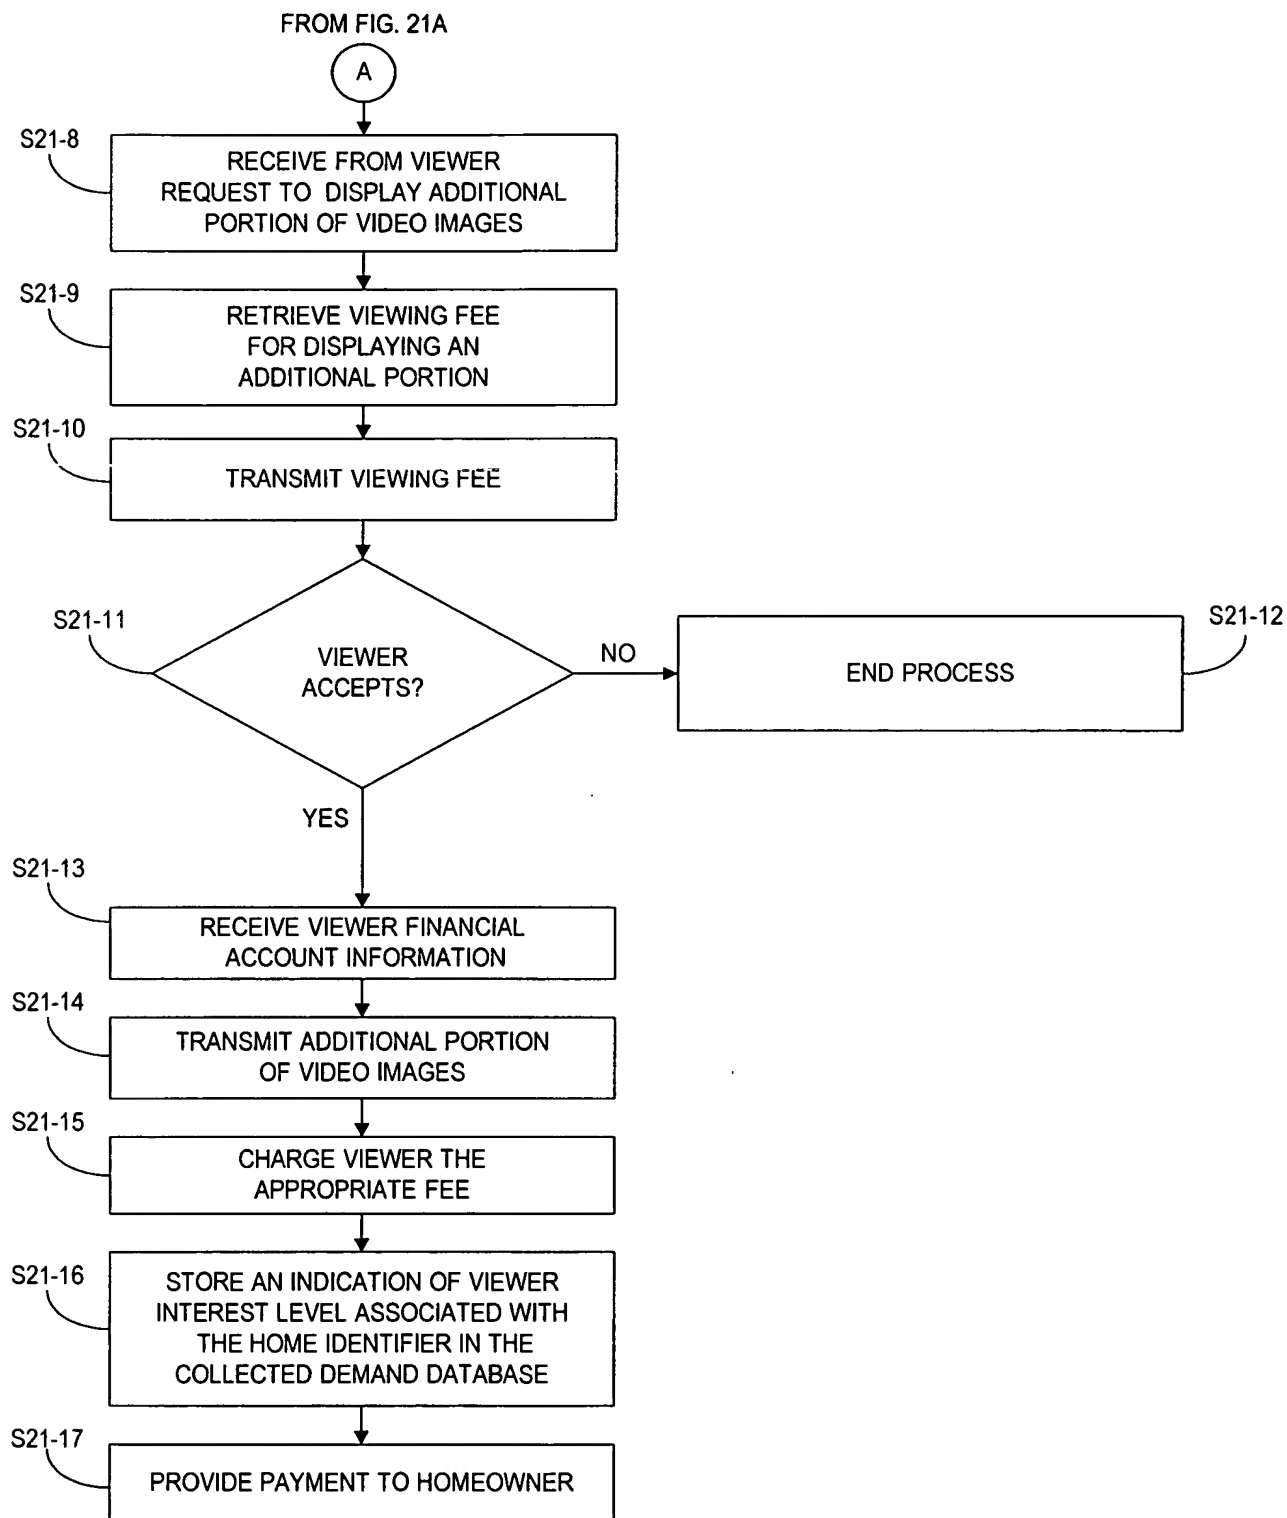 FROM FIG. 21A
A
S21-8
RECEIVE FROM VIEWER
REQUEST TO DISPLAY ADDITIONAL
PORTION OF VIDEO IMAGES
S21-9
RETRIEVE VIEWING FEE
FOR DISPLAYING AN
ADDITIONAL PORTION
S21-10
TRANSMIT VIEWING FEE
S21-11
VIEWER
ACCEPTS?
NO
END PROCESS
S21-12
YES
S21-13
RECEIVE VIEWER FINANCIAL
ACCOUNT INFORMATION
S21-14
TRANSMIT ADDITIONAL PORTION
OF VIDEO IMAGES
S21-15
CHARGE VIEWER THE
APPROPRIATE FEE
S21-16
STORE AN INDICATION OF VIEWER
INTEREST LEVEL ASSOCIATED WITH
THE HOME IDENTIFIER IN THE
COLLECTED DEMAND DATABASE
S21-17
PROVIDE PAYMENT TO HOMEOWNER